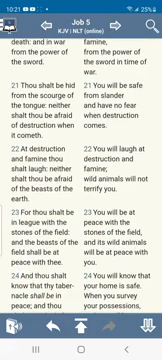 10:21
25%
Job 5
KJV | NLT (online)
death: and in war
from the power of
the sword.
famine,
from the power of
the sword in time of
war.
21 Thou shalt be hid
from the scourge of
the tongue: neither
shalt thou be afraid
of destruction when
it cometh.
21 You will be safe
from slander
and have no fear
when destruction
comes.
22 At destruction
and famine thou
shalt laugh: neither
shalt thou be afraid
of the beasts of the
earth.
22 You will laugh at
destruction and
famine;
wild animals will not
terrify you.
23 For thou shalt be
in league with the
stones of the field:
and the beasts of the
field shall be at
peace with thee.
23 You will be at
peace with the
stones of the field,
and its wild animals
will be at peace with
you.
24 And thou shalt
know that thy taber-
nacle shall be in
peace; and thou
24 You will know that
your home is safe.
When you survey
your possessions,